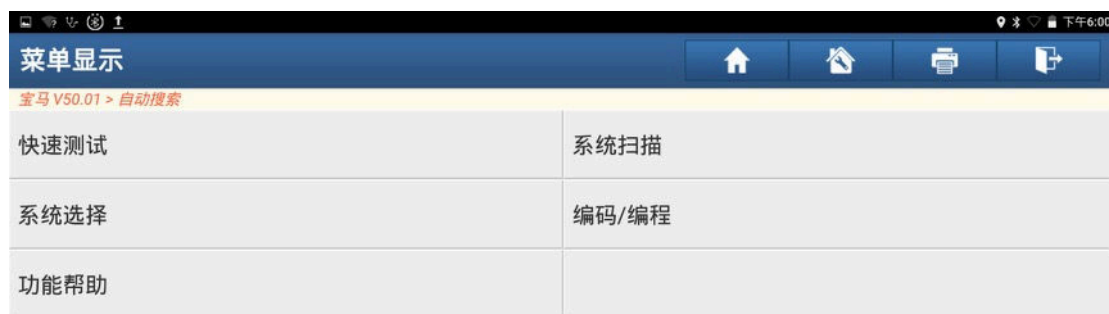 下午6:00
菜单显示
宝马 V50.01 > 自动搜索
快速测试 系统扫描
系统选择 编码/编程
功能帮助